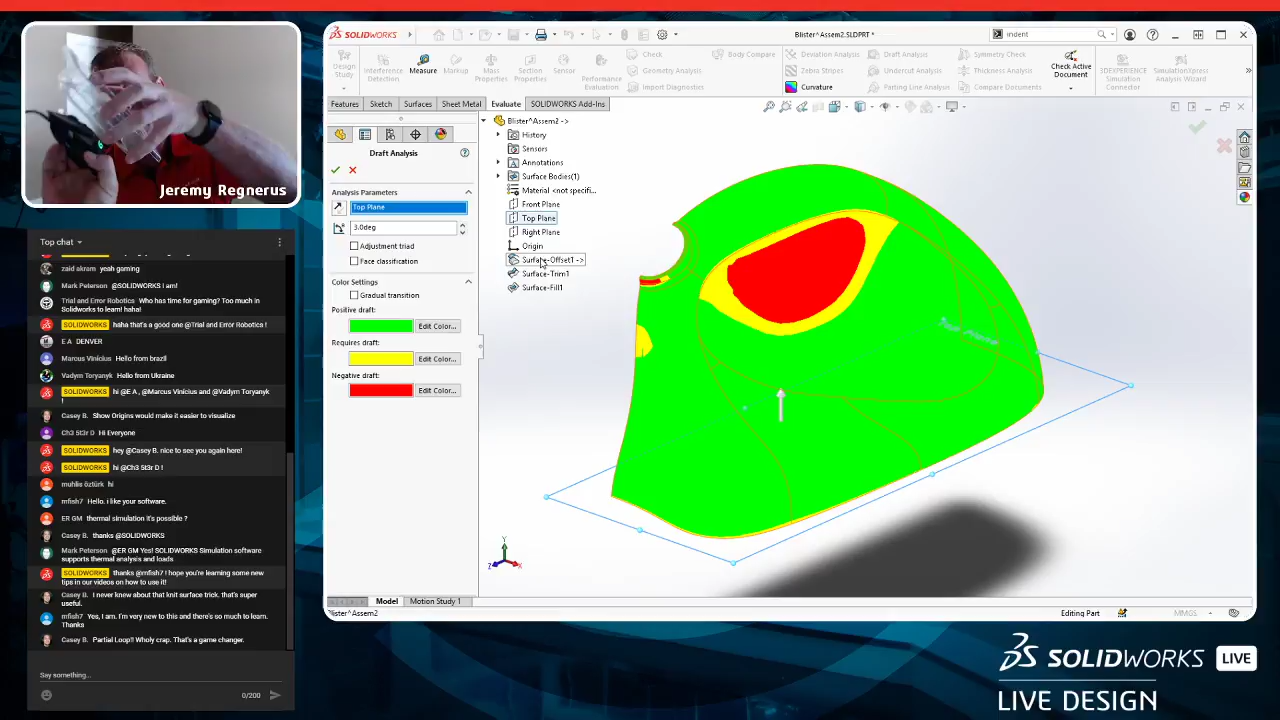 Jeremy Regnerus
Top chat
zaid akram yeah gaming
Mark Peterson @SOLIDWORKS I am!
Trial and Error Robotics Who has time for gaming? Too much in
Solidworks to learn! haha!
SOLIDWORKS haha that's a good one @Trial and Error Robotics !
E A DENVER
Marcus Vinícius Hello from brazil
Vadym Toryanyk Hello from Ukraine
SOLIDWORKS hi @E A , @Marcus Vinícius and @Vadym Toryanyk
!
Casey B. Show Origins would make it easier to visualize
Ch3 5t3r D Hi Everyone
SOLIDWORKS hey @Casey B. nice to see you again here!
SOLIDWORKS hi @Ch3 5t3r D !
muhlis öztürk hi
mfish7 Hello. i like your software.
ER GM thermal simulation it's possible ?
Casey B. thanks @SOLIDWORKS
Mark Peterson @ER GM Yes! SOLIDWORKS Simulation software
supports thermal analysis and loads
SOLIDWORKS thanks @mfish7! I hope you're learning some new
tips in our videos on how to use it!
Casey B. I never knew about that knit surface trick. that's super
useful.
mfish7 Yes, I am. I'm very new to this and there's so much to learn.
Thanks
Casey B. Partial Loop!! Wholy crap. That's a game changer.
Say something...
0/200
SOLIDWORKS
Blister^Assem2.SLDPRT *
indent
Design
Study
Interference
Detection
Measure
Markup
Mass
Properties
Section
Properties
Sensor
Performance
Evaluation
Check
Geometry Analysis
Import Diagnostics
Body Compare
Deviation Analysis
Zebra Stripes
Curvature
Draft Analysis
Undercut Analysis
Parting Line Analysis
Symmetry Check
Thickness Analysis
Compare Documents
Check Active
Document
3DEXPERIENCE
Simulation
Connector
SimulationXpress
Analysis Wizard
Features
Sketch
Surfaces
Sheet Metal
Evaluate
SOLIDWORKS Add-Ins
Draft Analysis
Analysis Parameters
Top Plane
3.0deg
Adjustment triad
Face classification
Color Settings
Gradual transition
Positive draft:
Edit Color...
Requires draft:
Edit Color...
Negative draft:
Edit Color...
Blister^Assem2 ->
History
Sensors
Annotations
Surface Bodies(1)
Material <not specifi...
Front Plane
Top Plane
Right Plane
Origin
Surface-Offset1 ->
Surface-Trim1
Surface-Fill1
Top Plane
Y
Z
X
Model
Motion Study 1
Blister^Assem2
Editing Part
MMGS
SOLIDWORKS LIVE
LIVE DESIGN